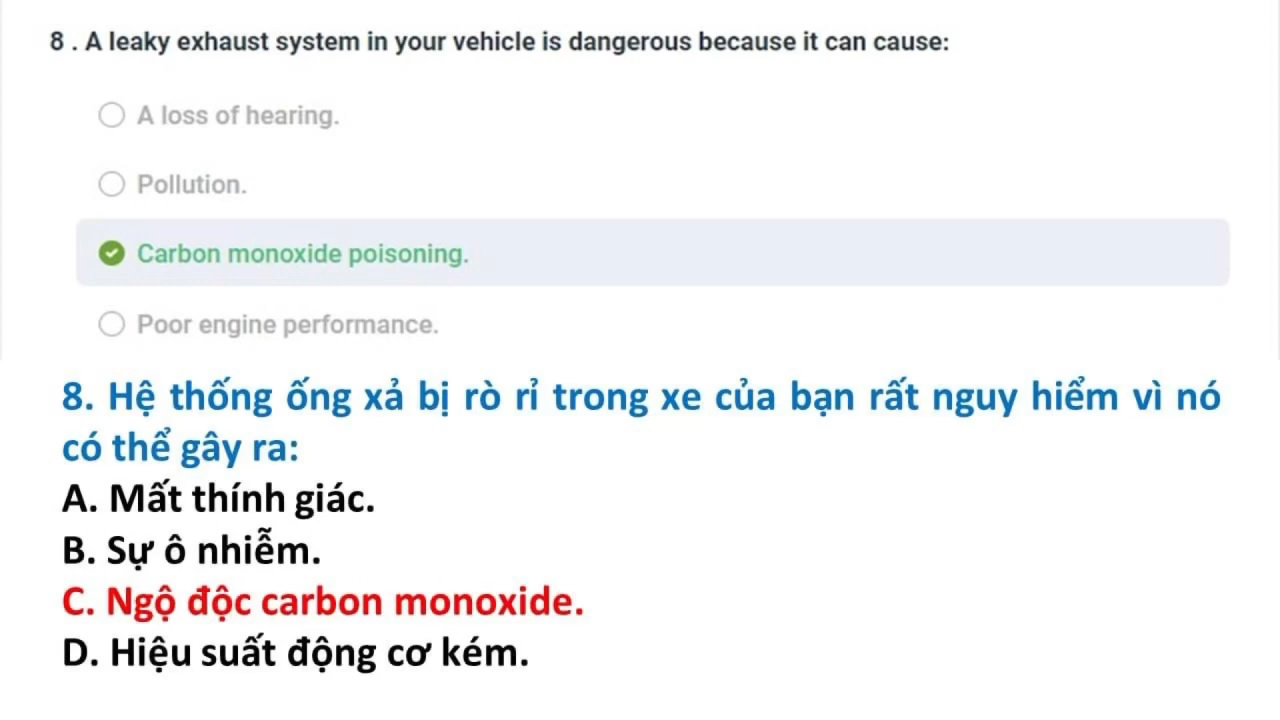 8 . A leaky exhaust system in your vehicle is dangerous because it can cause:
A loss of hearing.
Pollution.
Carbon monoxide poisoning.
Poor engine performance.
8. Hệ thống ống xả bị rò rỉ trong xe của bạn rất nguy hiểm vì nó
có thể gây ra:
A. Mất thính giác.
B. Sự ô nhiễm.
C. Ngộ độc carbon monoxide.
D. Hiệu suất động cơ kém.